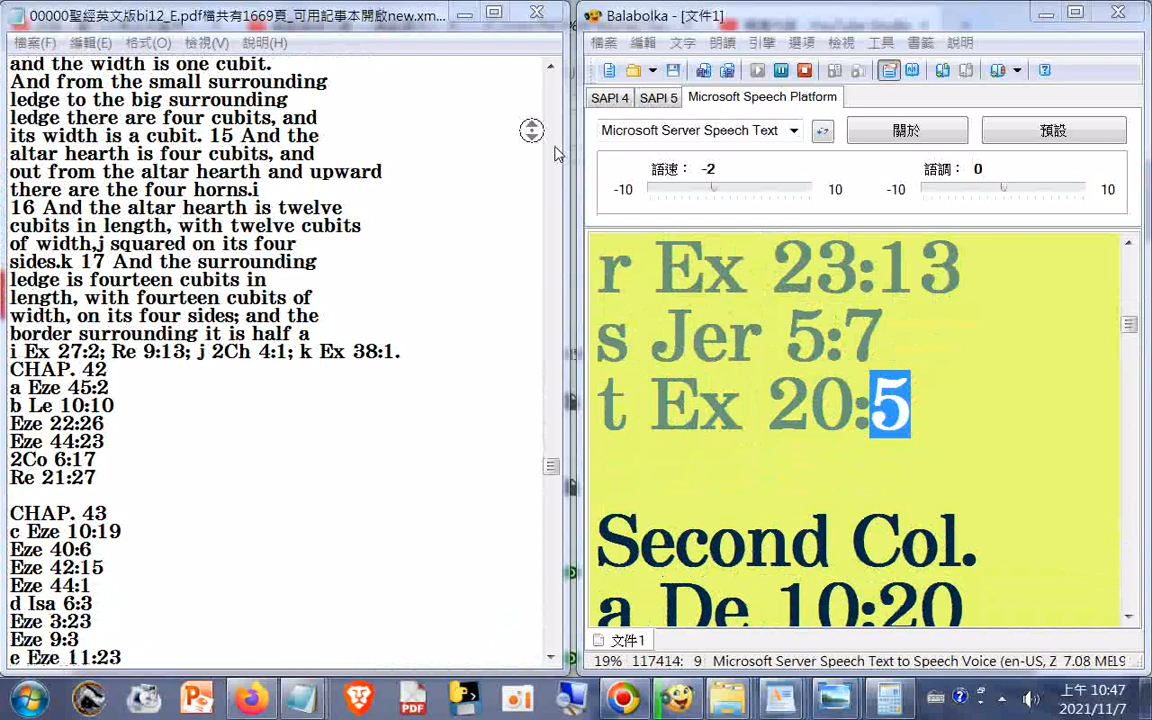 00000聖經英文版bi12_E.pdf檔共有1669頁_可用記事本開啟new.xm...
檔案(F) 編輯(E) 格式(O) 檢視(V) 說明(H)
and the width is one cubit.
And from the small surrounding
ledge to the big surrounding
ledge there are four cubits, and
its width is a cubit. 15 And the
altar hearth is four cubits, and
out from the altar hearth and upward
there are the four horns.i
16 And the altar hearth is twelve
cubits in length, with twelve cubits
of width,j squared on its four
sides.k 17 And the surrounding
ledge is fourteen cubits in
length, with fourteen cubits of
width, on its four sides; and the
border surrounding it is half a
i Ex 27:2; Re 9:13; j 2Ch 4:1; k Ex 38:1.
CHAP. 42
a Eze 45:2
b Le 10:10
Eze 22:26
Eze 44:23
2Co 6:17
Re 21:27
CHAP. 43
c Eze 10:19
Eze 40:6
Eze 42:15
Eze 44:1
d Isa 6:3
Eze 3:23
Eze 9:3
e Eze 11:23
Balabolka - [文件1]
檔案 編輯 文字 朗讀 引擎 選項 檢視 工具 書籤 說明
SAPI 4 SAPI 5 Microsoft Speech Platform
Microsoft Server Speech Text 關於 預設
語速： -2 語調： 0
-10 10 -10 10
r Ex 23:13
s Jer 5:7
t Ex 20:5
Second Col.
a De 10:20
文件1
19% 117414: 9 Microsoft Server Speech Text to Speech Voice (en-US, Z 7.08 ME
PDF
上午 10:47
2021/11/7